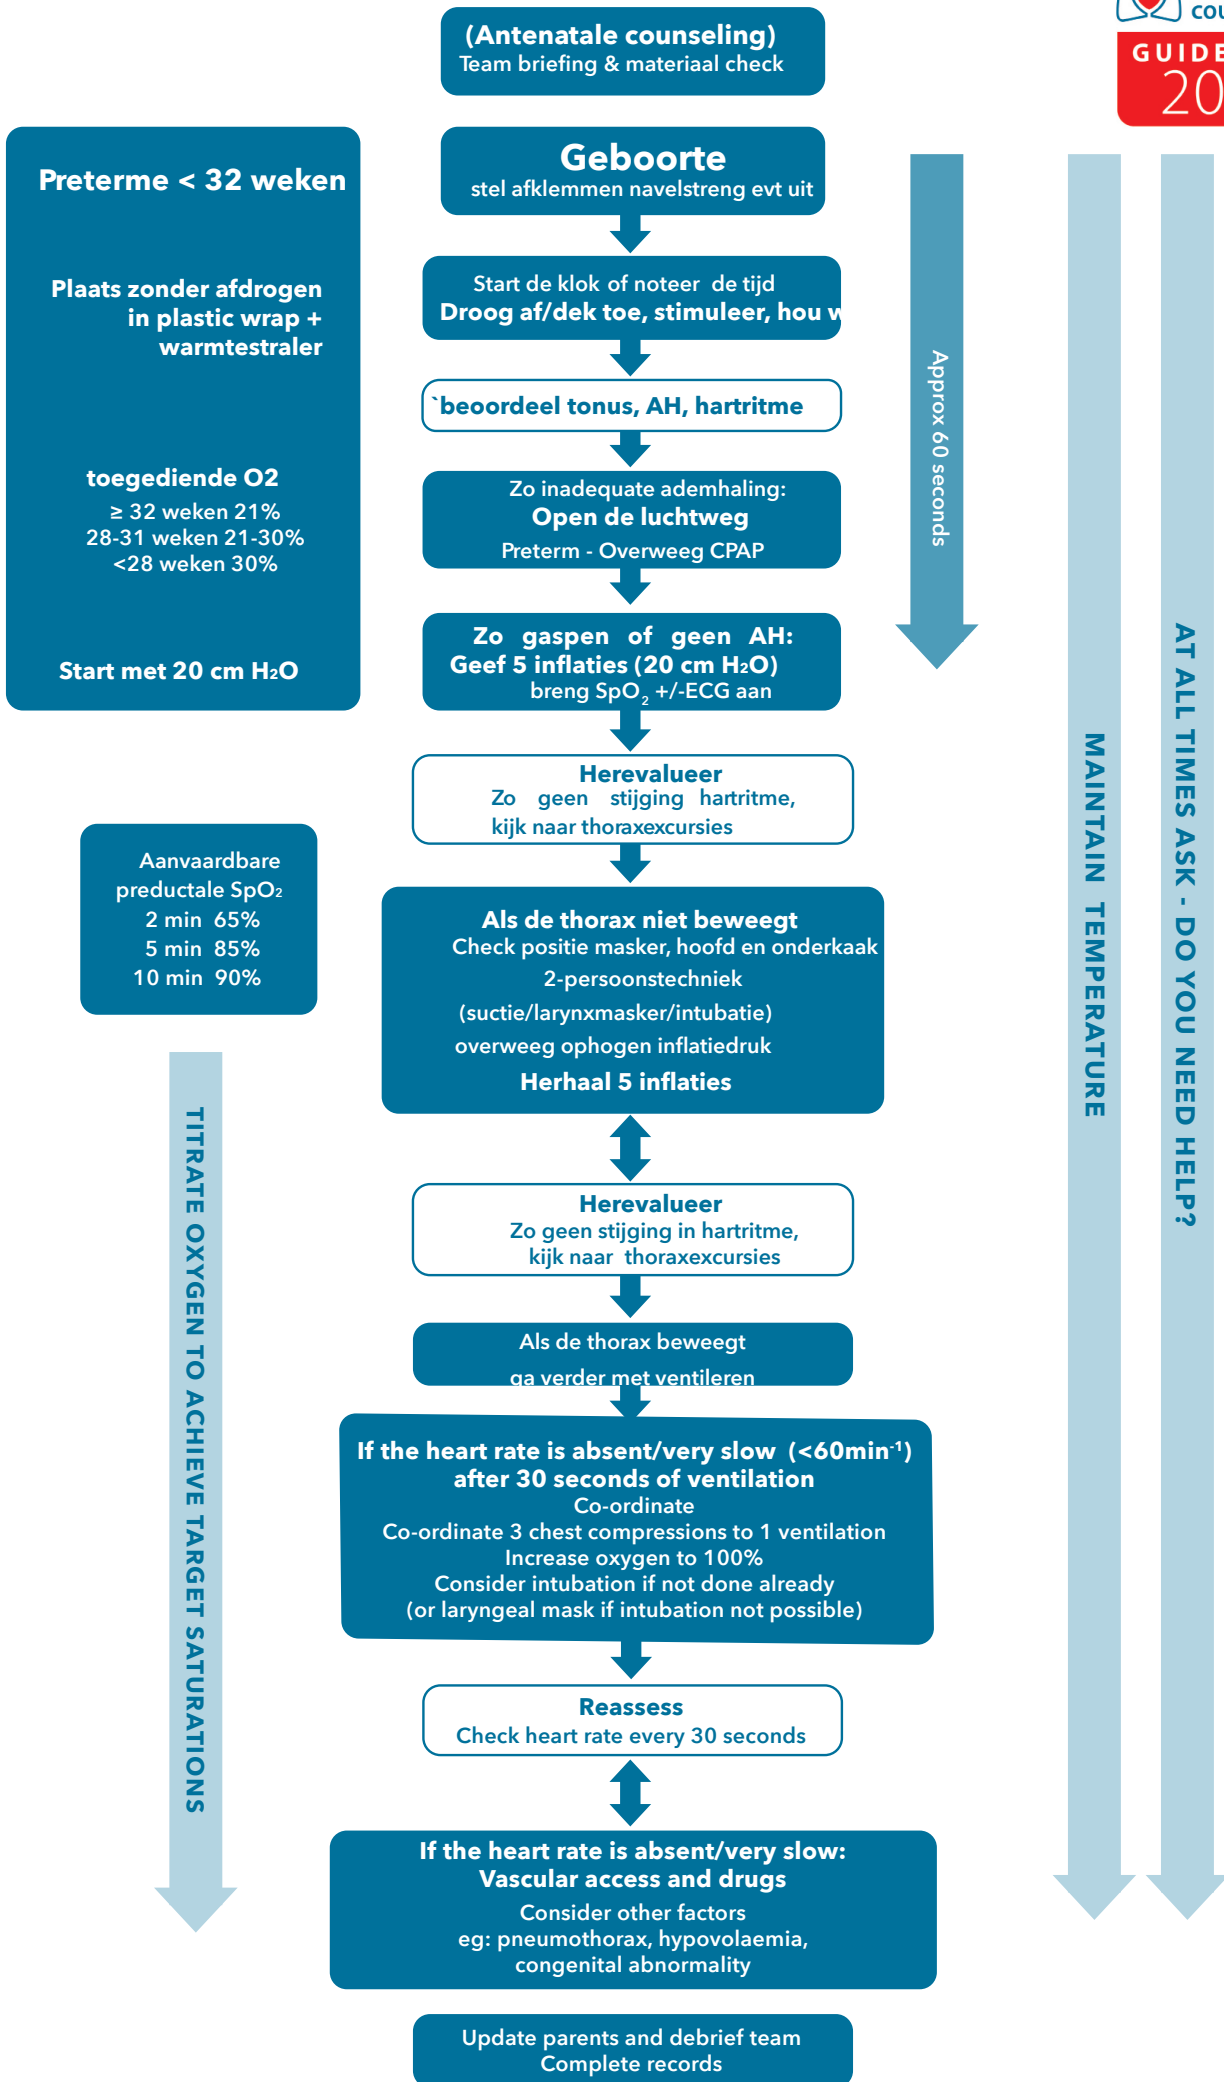 (Antenatale counseling)
Team briefing & materiaal check
GUIDE
20
Preterme < 32 weken
Plaats zonder afdrogen
in plastic wrap +
warmtestraler
toegediende O2
≥ 32 weken 21%
28-31 weken 21-30%
<28 weken 30%
Start met 20 cm H₂O
Geboorte
stel afklemmen navelstreng evt uit
Start de klok of noteer de tijd
Droog af/dek toe, stimuleer, hou w
`beoordeel tonus, AH, hartritme
Zo inadequate ademhaling:
Open de luchtweg
Preterm - Overweeg CPAP
Zo gaspen of geen AH:
Geef 5 inflaties (20 cm H₂O)
breng SpO₂ +/-ECG aan
Approx 60 seconds
Herevalueer
Zo geen stijging hartritme,
kijk naar thoraxexcursies
Aanvaardbare
preductale SpO₂
2 min 65%
5 min 85%
10 min 90%
Als de thorax niet beweegt
Check positie masker, hoofd en onderkaak
2-persoonstechniek
(suctie/larynxmasker/intubatie)
overweeg ophogen inflatiedruk
Herhaal 5 inflaties
Herevalueer
Zo geen stijging in hartritme,
kijk naar thoraxexcursies
Als de thorax beweegt
ga verder met ventileren
If the heart rate is absent/very slow (<60min⁻¹)
after 30 seconds of ventilation
Co-ordinate
Co-ordinate 3 chest compressions to 1 ventilation
Increase oxygen to 100%
Consider intubation if not done already
(or laryngeal mask if intubation not possible)
Reassess
Check heart rate every 30 seconds
If the heart rate is absent/very slow:
Vascular access and drugs
Consider other factors
eg: pneumothorax, hypovolaemia,
congenital abnormality
Update parents and debrief team
Complete records
TITRATE OXYGEN TO ACHIEVE TARGET SATURATIONS
MAINTAIN TEMPERATURE
AT ALL TIMES ASK - DO YOU NEED HELP?